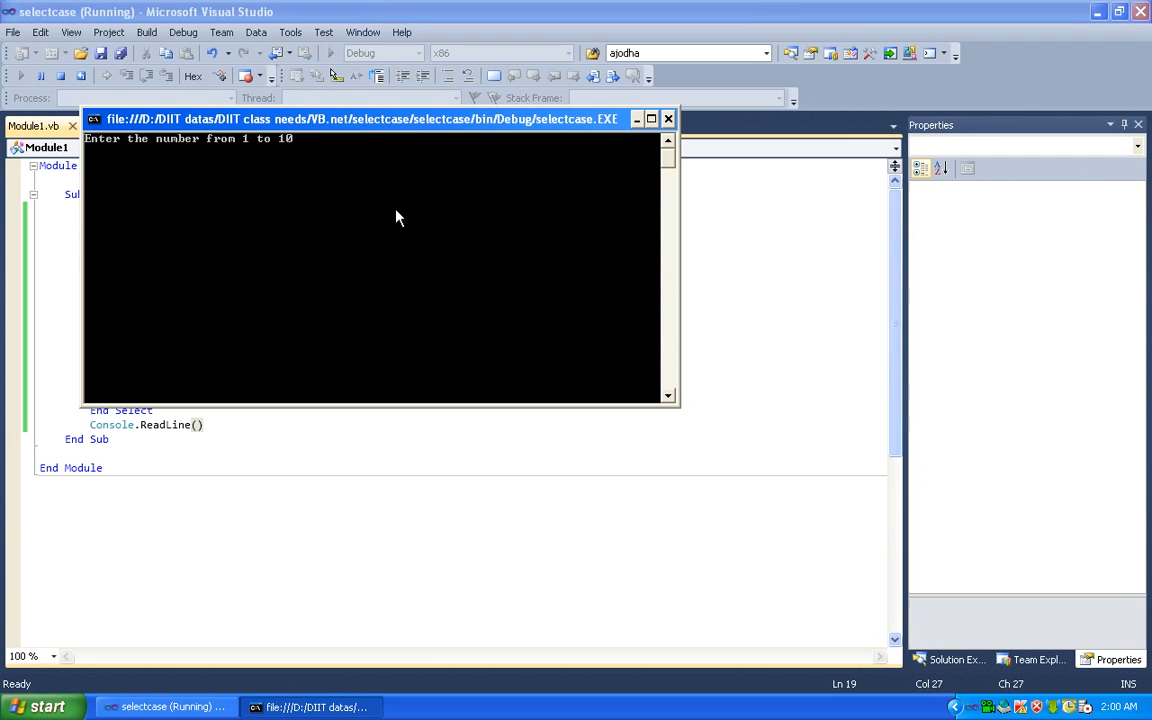 selectcase (Running) - Microsoft Visual Studio
File Edit View Project Build Debug Team Data Tools Test Window Help
Debug x86 ajodha
Hex
Process: Thread: Stack Frame:
Module1.vb
file:///D:/DIIT datas/DIIT class needs/VB.net/selectcase/selectcase/bin/Debug/selectcase.EXE
Properties
Module1
Enter the number from 1 to 10
Module
Sub
End Select
Console.ReadLine()
End Sub
End Module
100 %
Solution Ex... Team Expl... Properties
Ready Ln 19 Col 27 Ch 27 INS
start selectcase (Running) ... file:///D:/DIIT datas/... 2:00 AM